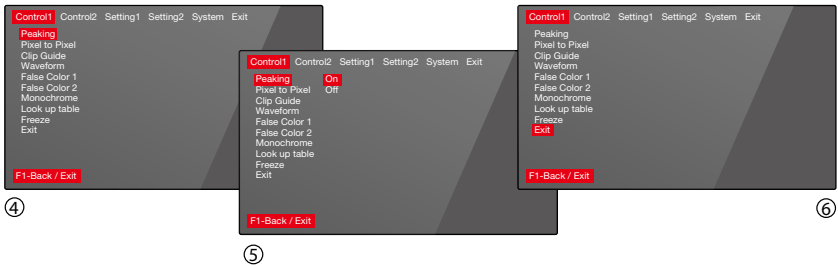 Control1 Control2 Setting1 Setting2 System Exit
Peaking
Pixel to Pixel
Clip Guide
Waveform
False Color 1
False Color 2
Monochrome
Look up table
Freeze
Exit
F1-Back / Exit
④
Control1 Control2 Setting1 Setting2 System Exit
Peaking On
Pixel to Pixel Off
Clip Guide
Waveform
False Color 1
False Color 2
Monochrome
Look up table
Freeze
Exit
F1-Back / Exit
⑤
Control1 Control2 Setting1 Setting2 System Exit
Peaking
Pixel to Pixel
Clip Guide
Waveform
False Color 1
False Color 2
Monochrome
Look up table
Freeze
Exit
F1-Back / Exit
⑥